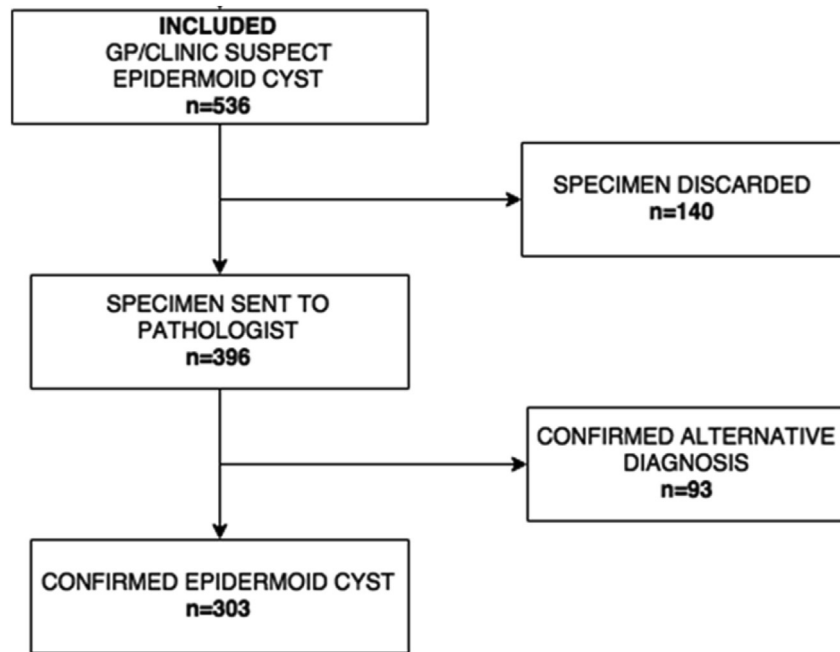 INCLUDED
GP/CLINIC SUSPECT
EPIDERMOID CYST
n=536
SPECIMEN DISCARDED
n=140
SPECIMEN SENT TO
PATHOLOGIST
n=396
CONFIRMED ALTERNATIVE
DIAGNOSIS
n=93
CONFIRMED EPIDERMOID CYST
n=303